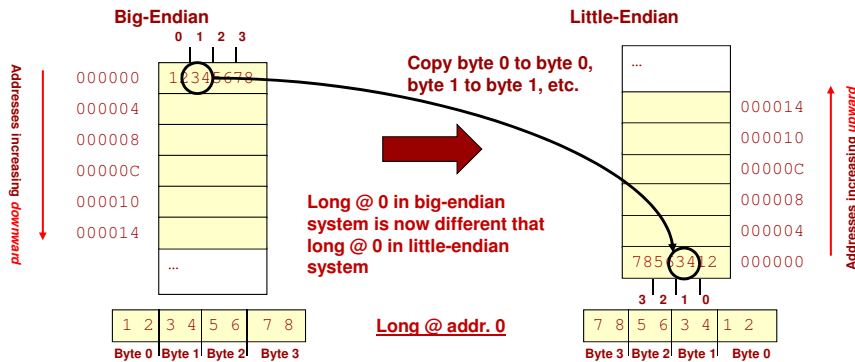 Big-Endian
0 1 2 3
Addresses increasing downward
000000
12345678
000004
000008
00000C
000010
000014
...
Copy byte 0 to byte 0,
byte 1 to byte 1, etc.
Long @ 0 in big-endian
system is now different that
long @ 0 in little-endian
system
Little-Endian
...
000014
000010
00000C
000008
000004
78563412
000000
3 2 1 0
Addresses increasing upward
1 2 3 4 5 6 7 8
Byte 0 Byte 1 Byte 2 Byte 3
Long @ addr. 0
7 8 5 6 3 4 1 2
Byte 3 Byte 2 Byte 1 Byte 0